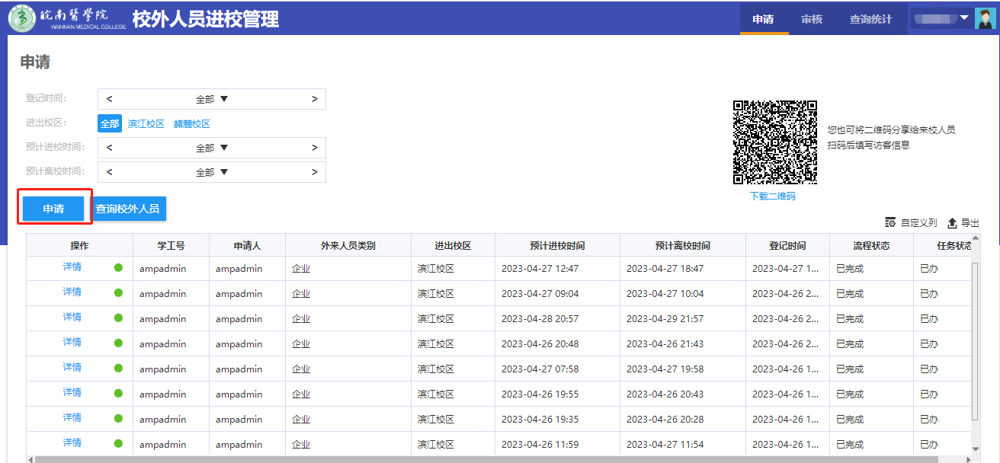 皖南醫學院
WANNAN MEDICAL COLLEGE
校外人员进校管理
申请 审核 查询统计
申请
登记时间: < 全部 ▼ >
进出校区: 全部 滨江校区 赭麓校区
预计进校时间: < 全部 ▼ >
预计离校时间: < 全部 ▼ >
您也可将二维码分享给来校人员
扫码后填写访客信息
下载二维码
申请 查询校外人员
自定义列 导出
操作 学工号 申请人 外来人员类别 进出校区 预计进校时间 预计离校时间 登记时间 流程状态 任务状态
详情 ampadmin ampadmin 企业 滨江校区 2023-04-27 12:47 2023-04-27 18:47 2023-04-27 1... 已完成 已办
详情 ampadmin ampadmin 企业 滨江校区 2023-04-27 09:04 2023-04-27 10:04 2023-04-26 2... 已完成 已办
详情 ampadmin ampadmin 企业 滨江校区 2023-04-28 20:57 2023-04-29 21:57 2023-04-26 2... 已完成 已办
详情 ampadmin ampadmin 企业 滨江校区 2023-04-26 20:48 2023-04-26 21:43 2023-04-26 2... 已完成 已办
详情 ampadmin ampadmin 企业 滨江校区 2023-04-27 07:58 2023-04-27 19:58 2023-04-26 1... 已完成 已办
详情 ampadmin ampadmin 企业 滨江校区 2023-04-26 19:55 2023-04-26 20:43 2023-04-26 1... 已完成 已办
详情 ampadmin ampadmin 企业 滨江校区 2023-04-26 19:35 2023-04-26 20:28 2023-04-26 1... 已完成 已办
详情 ampadmin ampadmin 企业 滨江校区 2023-04-26 11:59 2023-04-27 11:54 2023-04-26 1... 已完成 已办